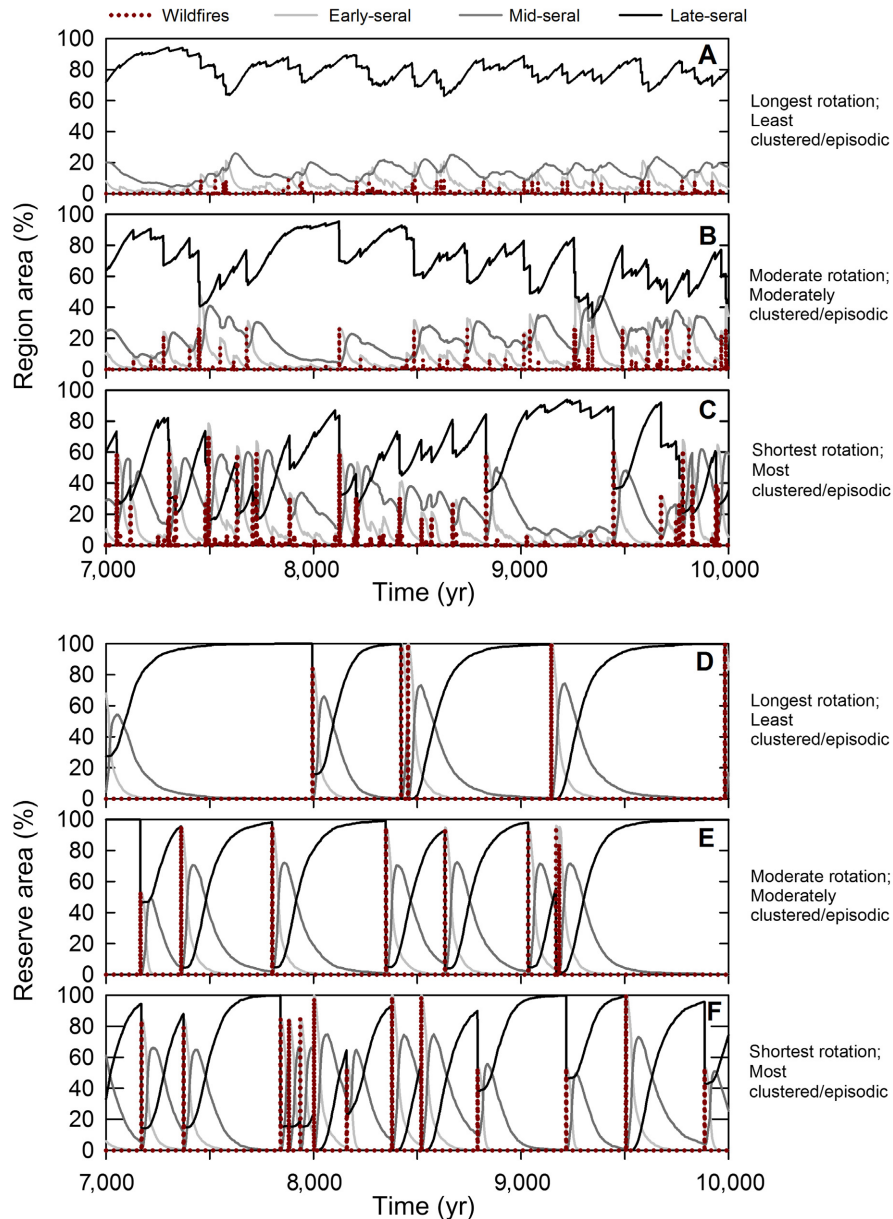 Wildfires Early-seral Mid-seral Late-seral
Region area (%)
100
80
60
40
20
0
A
Longest rotation;
Least
clustered/episodic
100
80
60
40
20
0
B
Moderate rotation;
Moderately
clustered/episodic
100
80
60
40
20
0
C
Shortest rotation;
Most
clustered/episodic
7,000 8,000 9,000 10,000
Time (yr)
Reserve area (%)
100
80
60
40
20
0
D
Longest rotation;
Least
clustered/episodic
100
80
60
40
20
0
E
Moderate rotation;
Moderately
clustered/episodic
100
80
60
40
20
0
F
Shortest rotation;
Most
clustered/episodic
7,000 8,000 9,000 10,000
Time (yr)